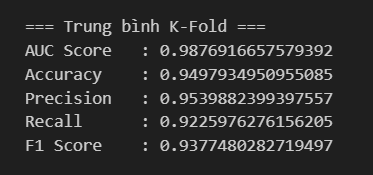 === Trung bình K-Fold ===
AUC Score   : 0.9876916657579392
Accuracy    : 0.9497934950955085
Precision   : 0.9539882399397557
Recall      : 0.9225976276156205
F1 Score    : 0.9377480282719497